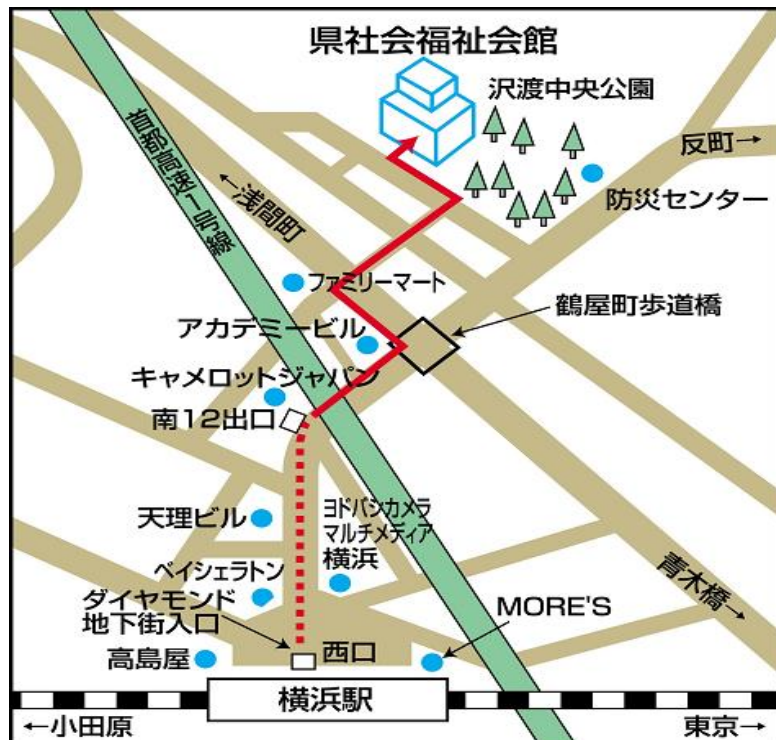 県社会福祉会館
沢渡中央公園
反町→
防災センター
首都高速1号線
←浅間町
ファミリーマート
鶴屋町歩道橋
アカデミービル
キャメロットジャパン
南12出口
天理ビル
ヨドバシカメラ
マルチメディア
横浜
ベイシェラトン
ダイヤモンド
地下街入口
青木橋→
MORE'S
高島屋
西口
横浜駅
←小田原
東京→